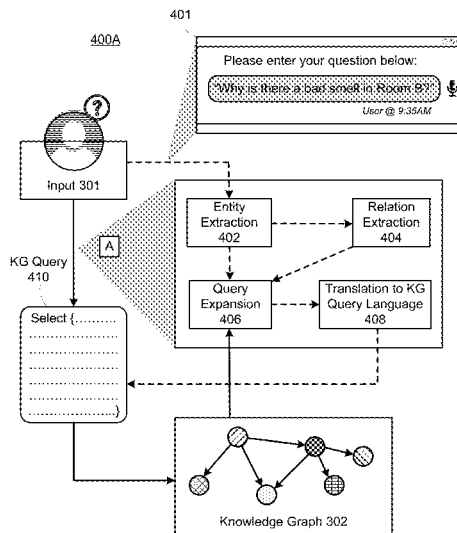 401
400A
Please enter your question below:
"Why is there a bad smell in Room B?"
User @ 9:35AM
?
Input 301
A
Entity
Extraction
402
Relation
Extraction
404
KG Query
410
Query
Expansion
406
Translation to KG
Query Language
408
Select {..........
....................
....................
....................
....................
....................}
Knowledge Graph 302